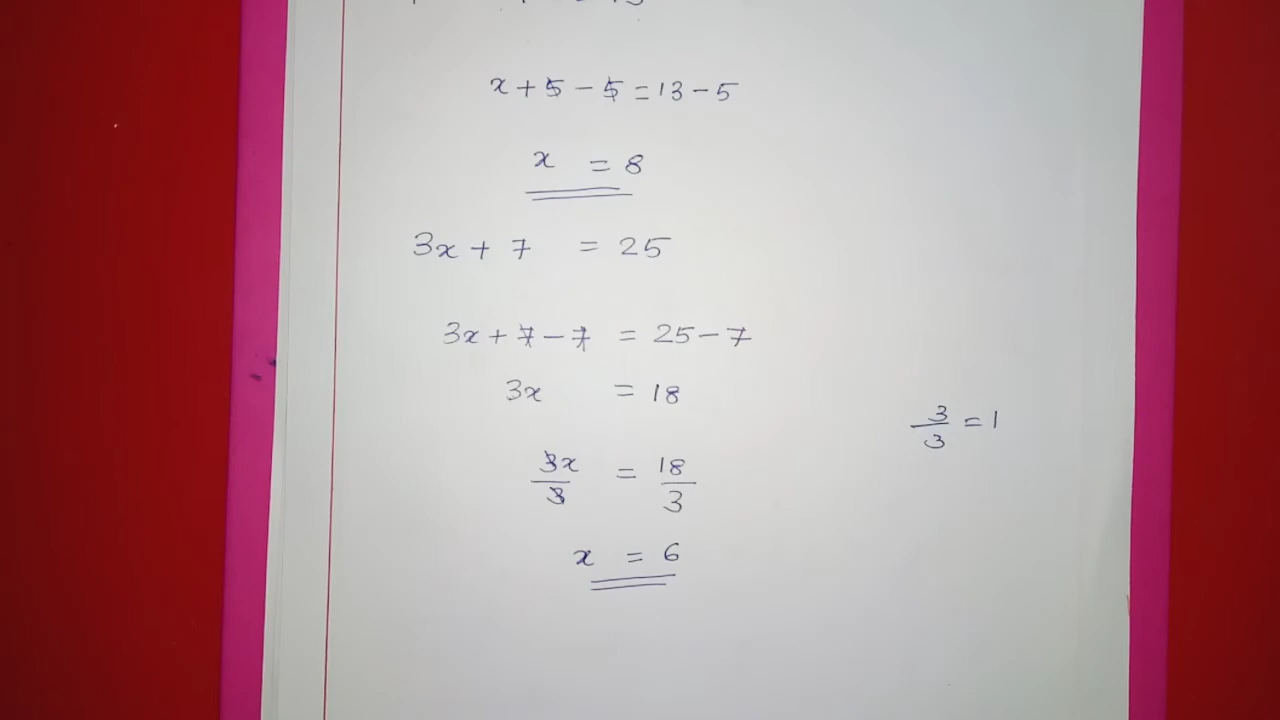 x + 5 - 5 = 13 - 5
x = 8
3x + 7 = 25
3x + 7 - 7 = 25 - 7
3x = 18
3/3 = 1
3x/3 = 18/3
x = 6